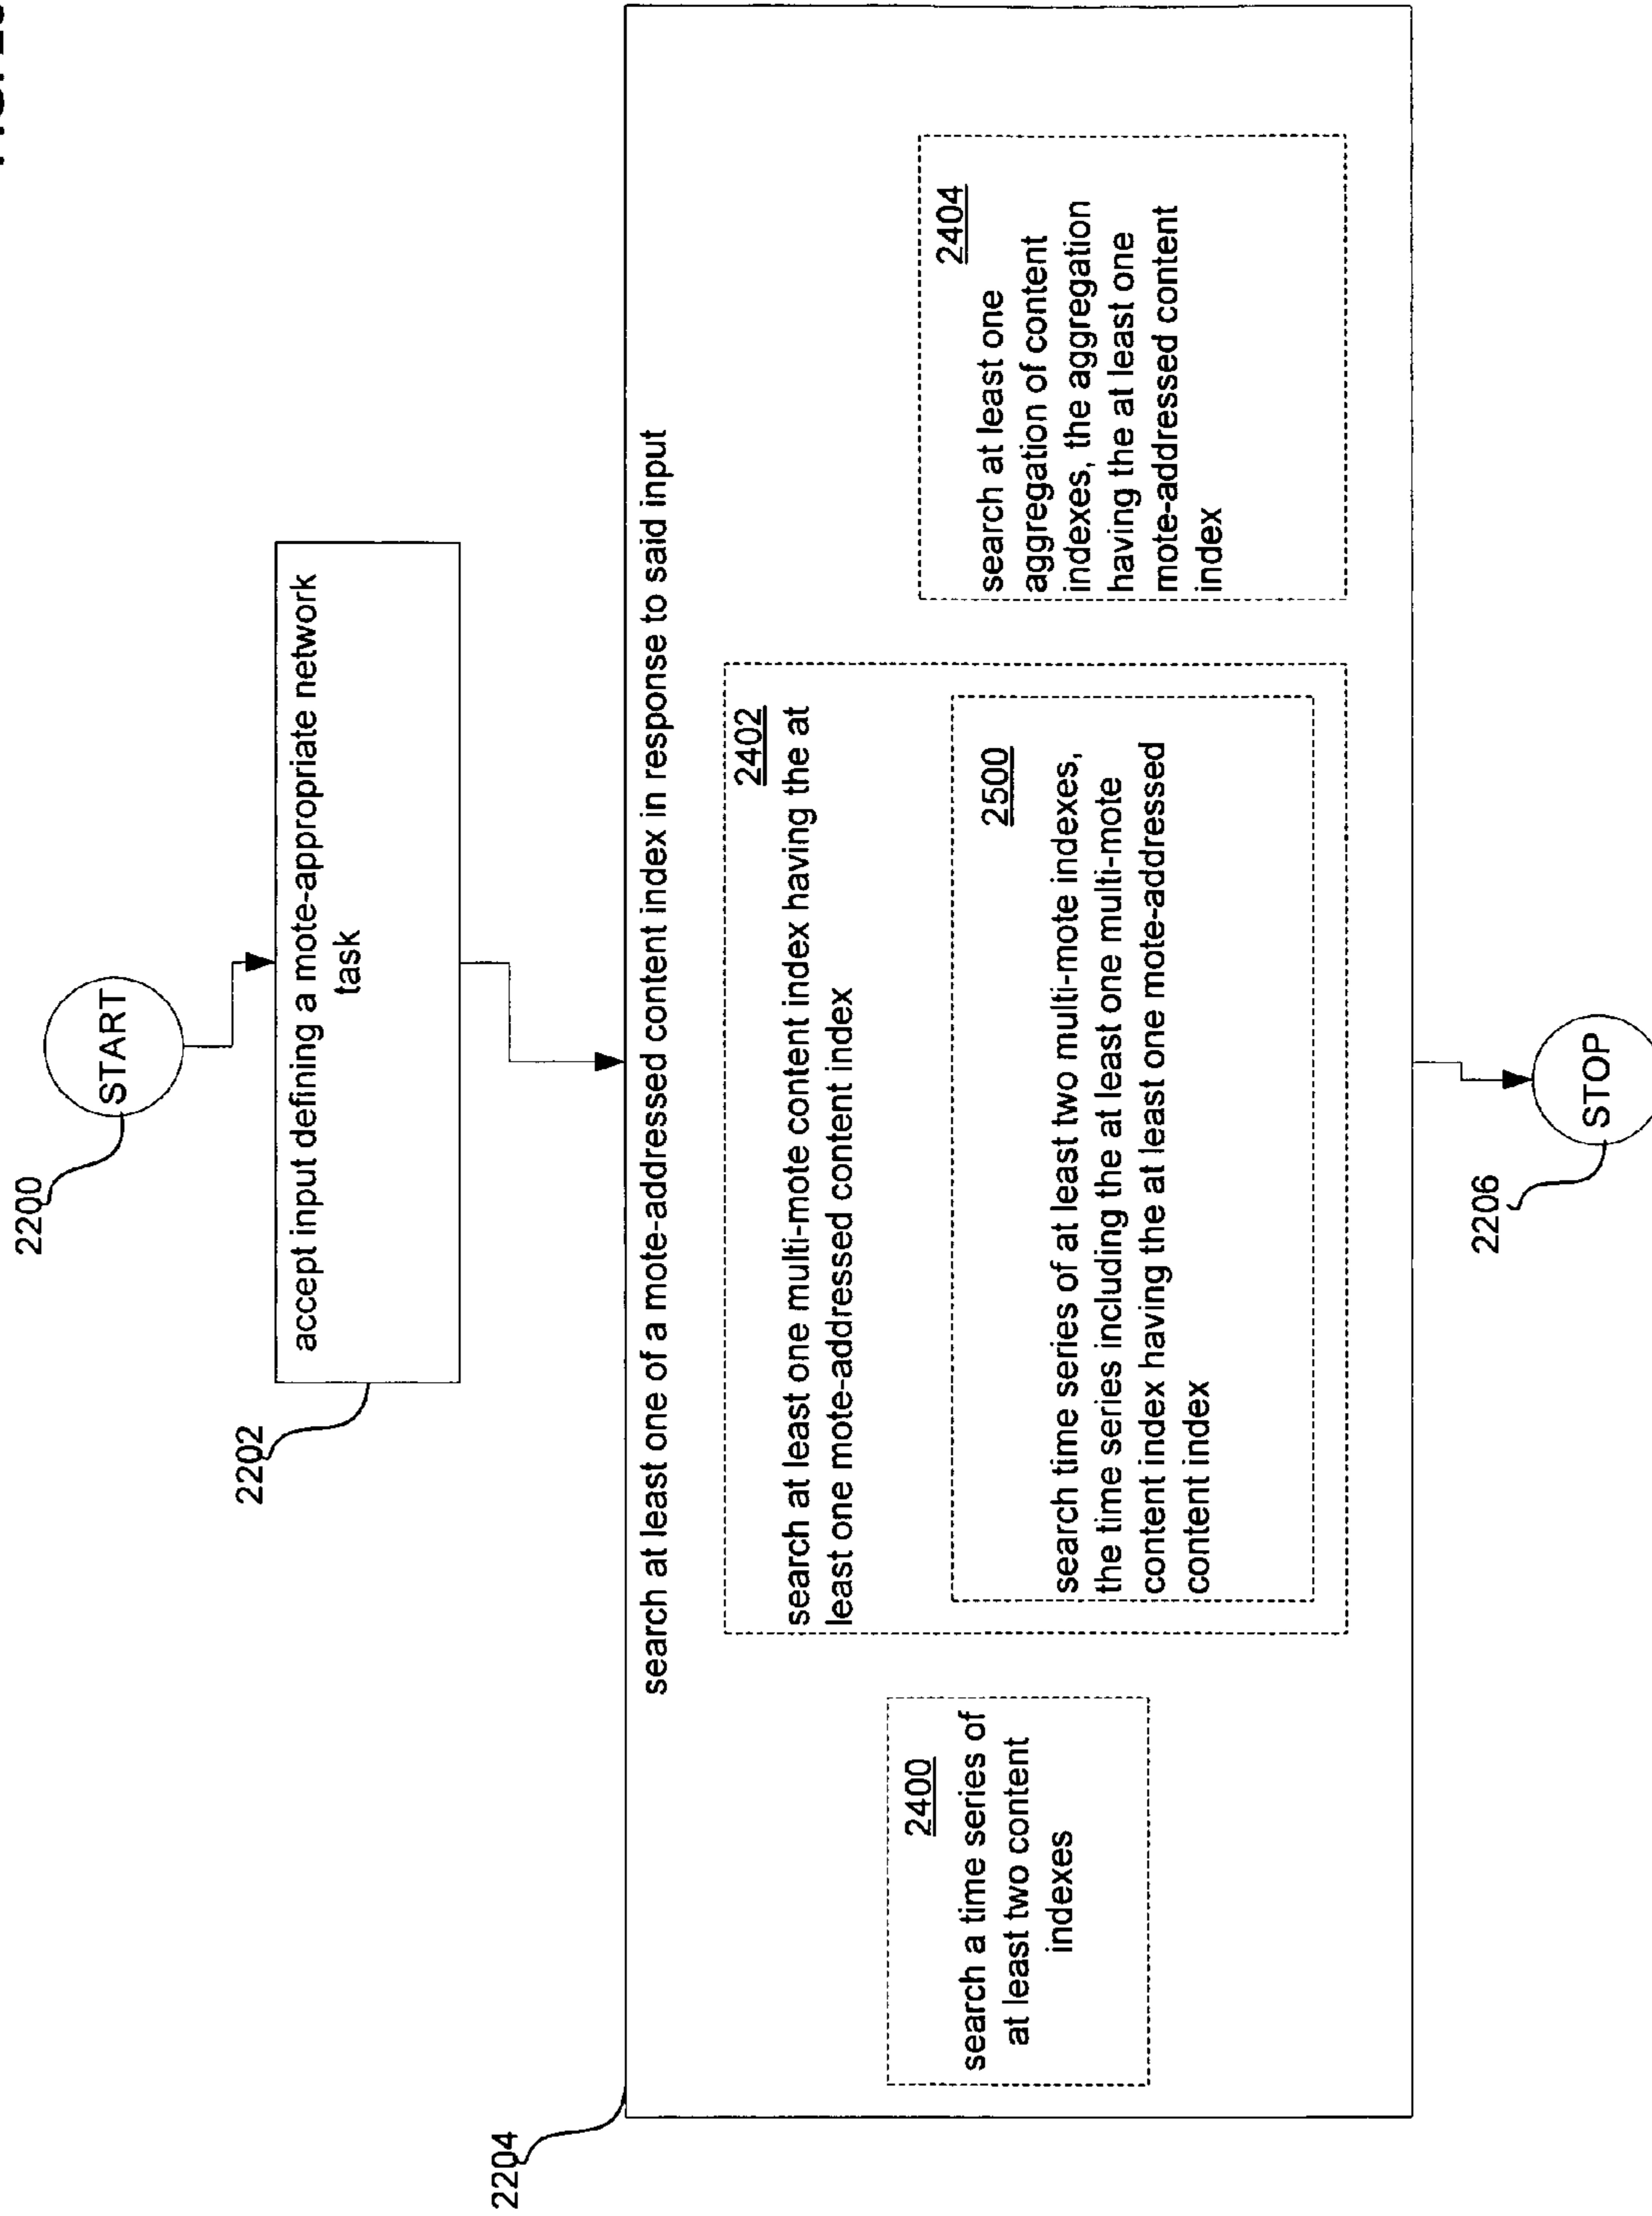 2200
START
2202
accept input defining a mote-appropriate network
task
2204
search at least one of a mote-addressed content index in response to said input
2400
search a time series of
at least two content
indexes
2402
search at least one multi-mote content index having the at
least one mote-addressed content index
2500
search time series of at least two multi-mote indexes,
the time series including the at least one multi-mote
content index having the at least one mote-addressed
content index
2404
search at least one
aggregation of content
indexes, the aggregation
having the at least one
mote-addressed content
index
2206
STOP